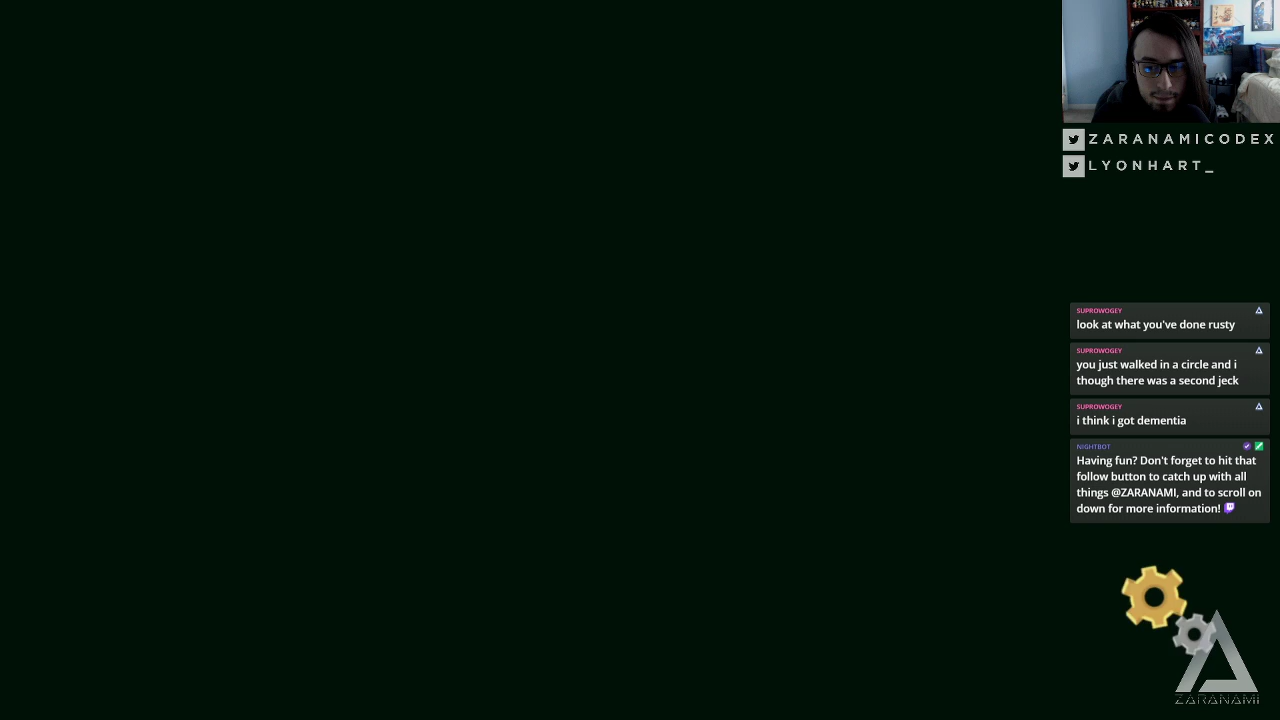 ZARANAMICODEX
LYONHART_
SUPROWOGEY
look at what you've done rusty
SUPROWOGEY
you just walked in a circle and i
though there was a second jeck
SUPROWOGEY
i think i got dementia
NIGHTBOT
Having fun? Don't forget to hit that
follow button to catch up with all
things @ZARANAMI, and to scroll on
down for more information!
ZARANAMI